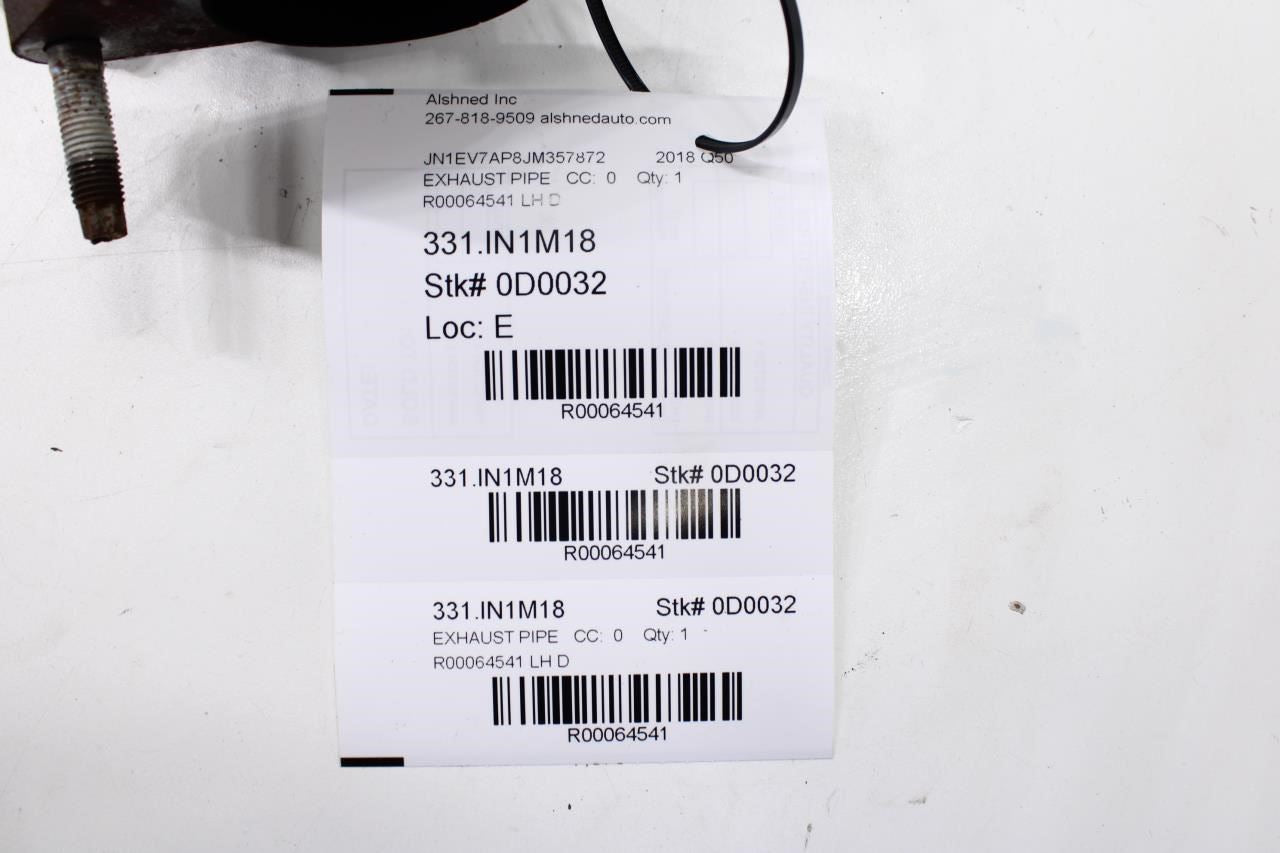 Alshned Inc
267-818-9509 alshnedauto.com
JN1EV7AP8JM357872 2018 Q50
EXHAUST PIPE CC: 0 Qty: 1
R00064541 LH D
331.IN1M18
Stk# 0D0032
Loc: E
R00064541
331.IN1M18 Stk# 0D0032
R00064541
331.IN1M18 Stk# 0D0032
EXHAUST PIPE CC: 0 Qty: 1
R00064541 LH D
R00064541